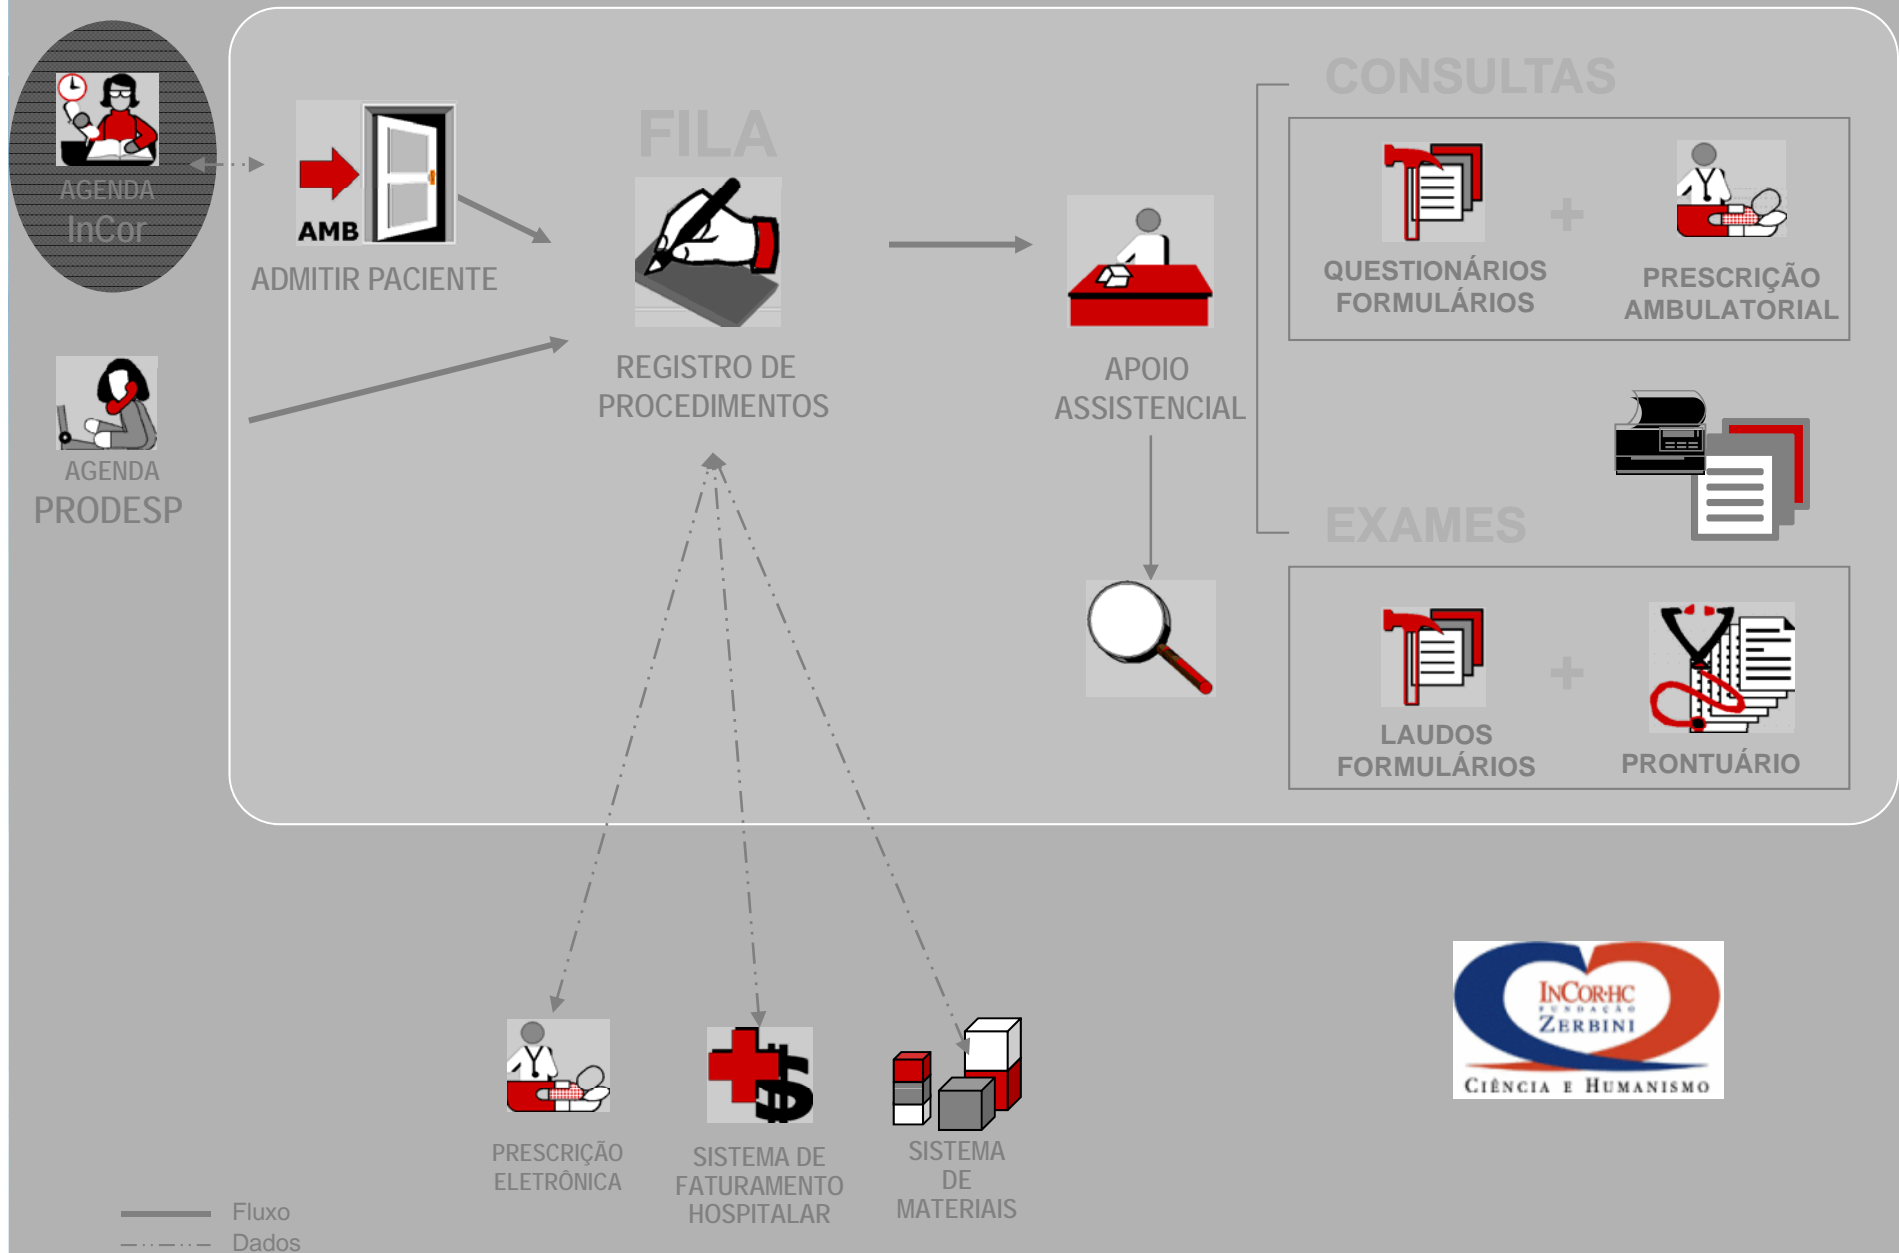 AGENDA
InCor
AMB
ADMITIR PACIENTE
AGENDA
PRODESP
FILA
REGISTRO DE
PROCEDIMENTOS
APOIO
ASSISTENCIAL
CONSULTAS
QUESTIONÁRIOS
FORMULÁRIOS
+
PRESCRIÇÃO
AMBULATORIAL
EXAMES
LAUDOS
FORMULÁRIOS
+
PRONTUÁRIO
PRESCRIÇÃO
ELETRÔNICA
$
SISTEMA DE
FATURAMENTO
HOSPITALAR
SISTEMA
DE
MATERIAIS
INCOR·HC
FUNDAÇÃO
ZERBINI
CIÊNCIA E HUMANISMO
Fluxo
Dados